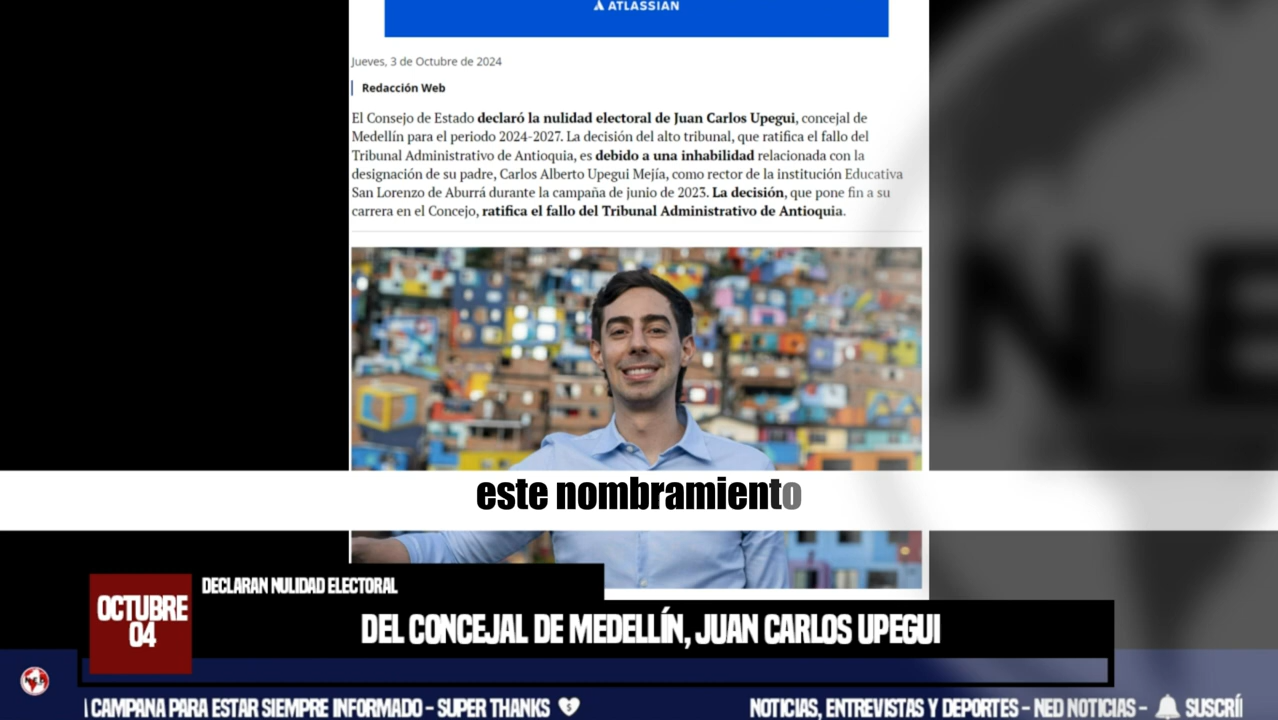 ATLASSIAN
Jueves, 3 de Octubre de 2024
Redacción Web
El Consejo de Estado declaró la nulidad electoral de Juan Carlos Upegui, concejal de
Medellín para el periodo 2024-2027. La decisión del alto tribunal, que ratifica el fallo del
Tribunal Administrativo de Antioquia, es debido a una inhabilidad relacionada con la
designación de su padre, Carlos Alberto Upegui Mejía, como rector de la institución Educativa
San Lorenzo de Aburrá durante la campaña de junio de 2023. La decisión, que pone fin a su
carrera en el Concejo, ratifica el fallo del Tribunal Administrativo de Antioquia.
NE
este nombramiento
DECLARAN NULIDAD ELECTORAL
OCTUBRE
04
DEL CONCEJAL DE MEDELLÍN, JUAN CARLOS UPEGUI
CAMPANA PARA ESTAR SIEMPRE INFORMADO - SUPER THANKS
NOTICIAS, ENTREVISTAS Y DEPORTES - NED NOTICIAS -
SUSCRÍ